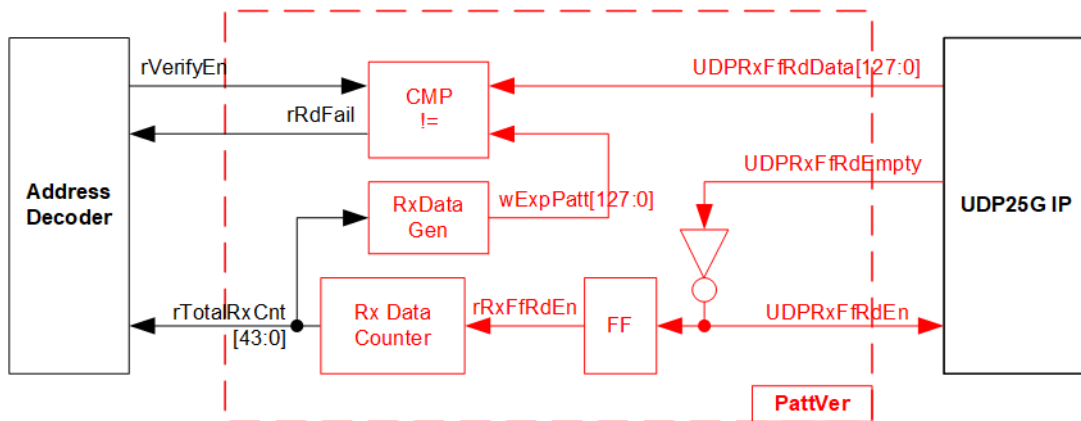 rVerifyEn
UDPRxFfRdData[127:0]
CMP
!=
rRdFail
UDPRxFfRdEmpty
Address
Decoder
RxData
Gen
wExpPatt[127:0]
UDP25G IP
rTotalRxCnt
[43:0]
Rx Data
Counter
rRxFfRdEn
FF
UDPRxFfRdEn
PattVer